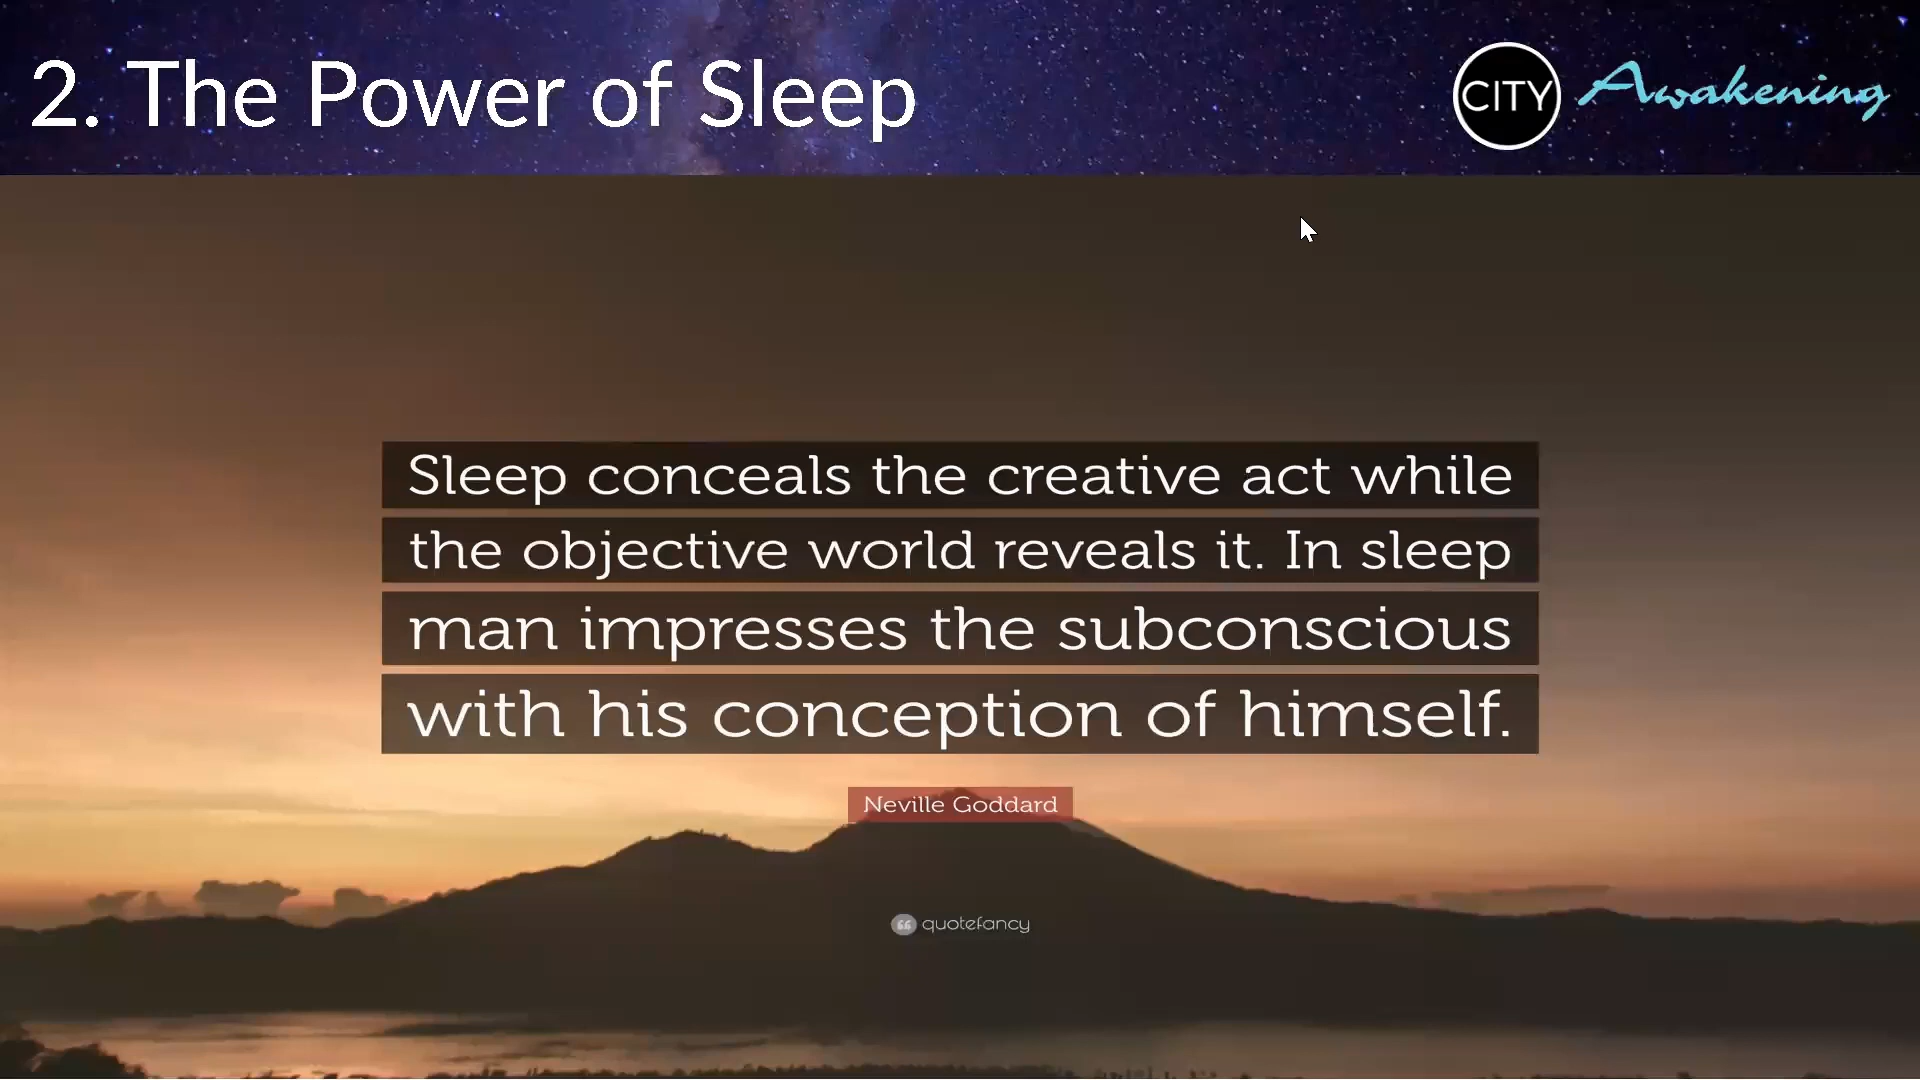 2. The Power of Sleep
CITY Awakening
Sleep conceals the creative act while
the objective world reveals it. In sleep
man impresses the subconscious
with his conception of himself.
Neville Goddard
quotefancy